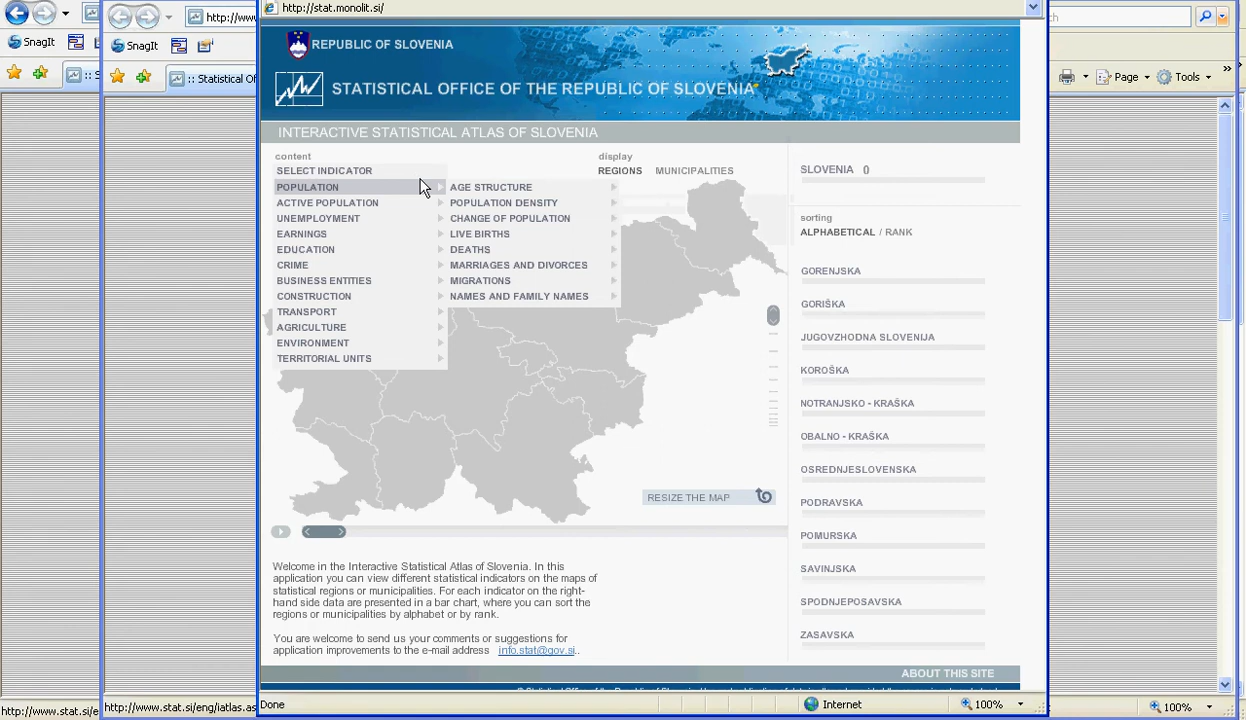 http://stat.monolit.si/
http://www
SnagIt
SnagIt
:: S
:: Statistical Of
Page
Tools
REPUBLIC OF SLOVENIA
STATISTICAL OFFICE OF THE REPUBLIC OF SLOVENIA
INTERACTIVE STATISTICAL ATLAS OF SLOVENIA
content
SELECT INDICATOR
POPULATION
ACTIVE POPULATION
UNEMPLOYMENT
EARNINGS
EDUCATION
CRIME
BUSINESS ENTITIES
CONSTRUCTION
TRANSPORT
AGRICULTURE
ENVIRONMENT
TERRITORIAL UNITS
AGE STRUCTURE
POPULATION DENSITY
CHANGE OF POPULATION
LIVE BIRTHS
DEATHS
MARRIAGES AND DIVORCES
MIGRATIONS
NAMES AND FAMILY NAMES
display
REGIONS MUNICIPALITIES
RESIZE THE MAP
SLOVENIA ()
sorting
ALPHABETICAL / RANK
GORENJSKA
GORIŠKA
JUGOVZHODNA SLOVENIJA
KOROŠKA
NOTRANJSKO - KRAŠKA
OBALNO - KRAŠKA
OSREDNJESLOVENSKA
PODRAVSKA
POMURSKA
SAVINJSKA
SPODNJEPOSAVSKA
ZASAVSKA
Welcome in the Interactive Statistical Atlas of Slovenia. In this
application you can view different statistical indicators on the maps of
statistical regions or municipalities. For each indicator on the right-
hand side data are presented in a bar chart, where you can sort the
regions or municipalities by alphabet or by rank.
You are welcome to send us your comments or suggestions for
application improvements to the e-mail address info.stat@gov.si..
ABOUT THIS SITE
Done
Internet
100%
http://www.stat.si/e
http://www.stat.si/eng/iatlas.as
100%